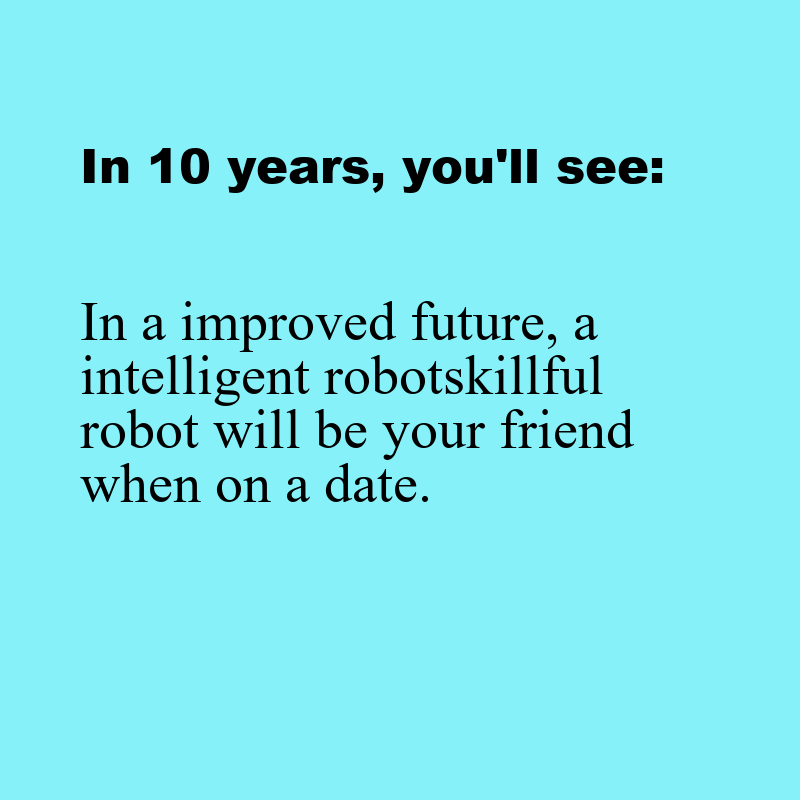 In 10 years, you'll see:
In a improved future, a
intelligent robotskillful
robot will be your friend
when on a date.